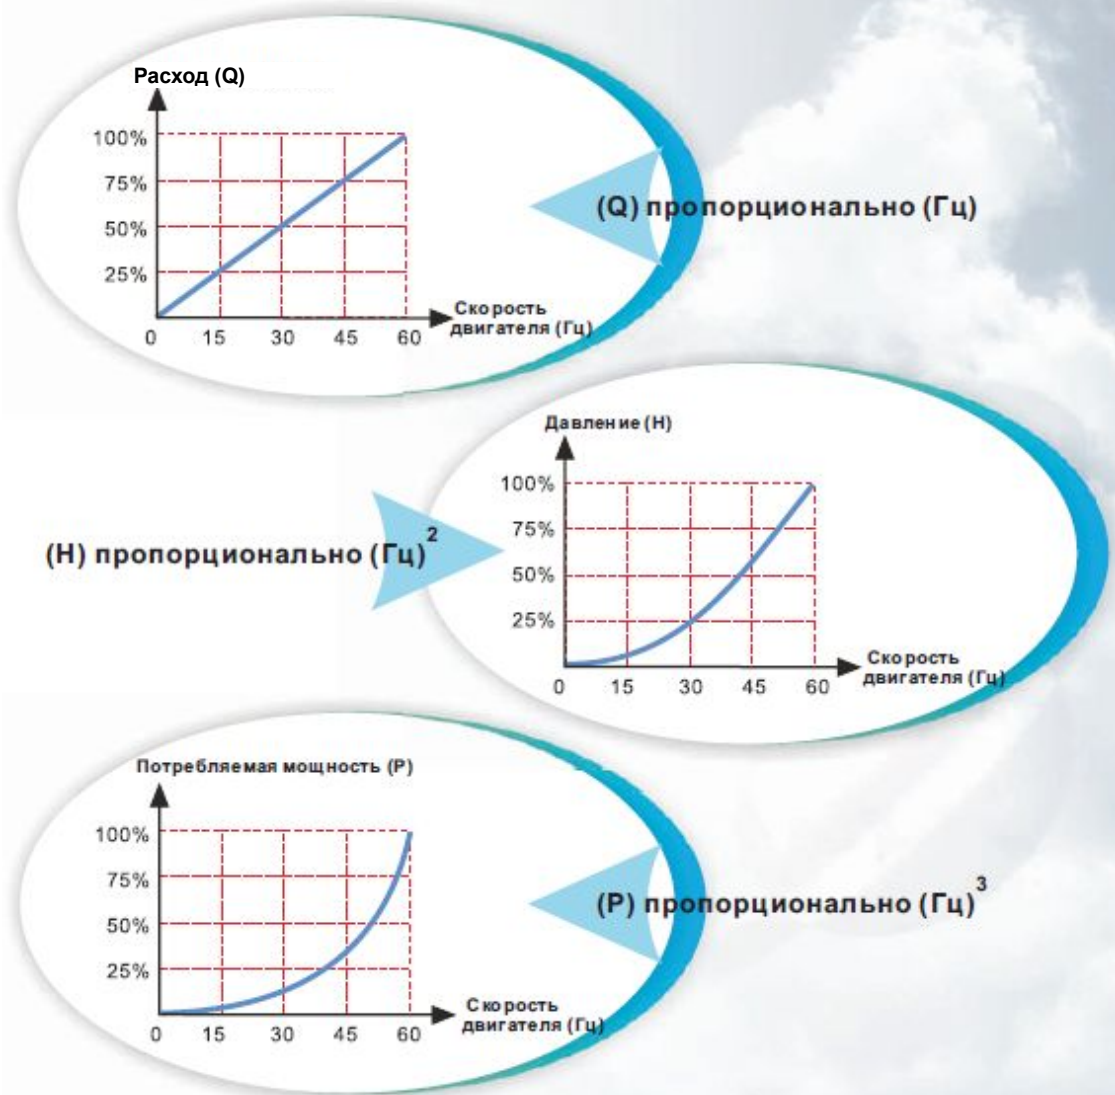 Расход (Q)
100%
75%
50%
25%
0 15 30 45 60
Скорость
двигателя (Гц)
(Q) пропорционально (Гц)
Давление (H)
100%
75%
50%
25%
0 15 30 45 60
Скорость
двигателя (Гц)
(H) пропорционально (Гц)²
Потребляемая мощность (P)
100%
75%
50%
25%
0 15 30 45 60
Скорость
двигателя (Гц)
(P) пропорционально (Гц)³